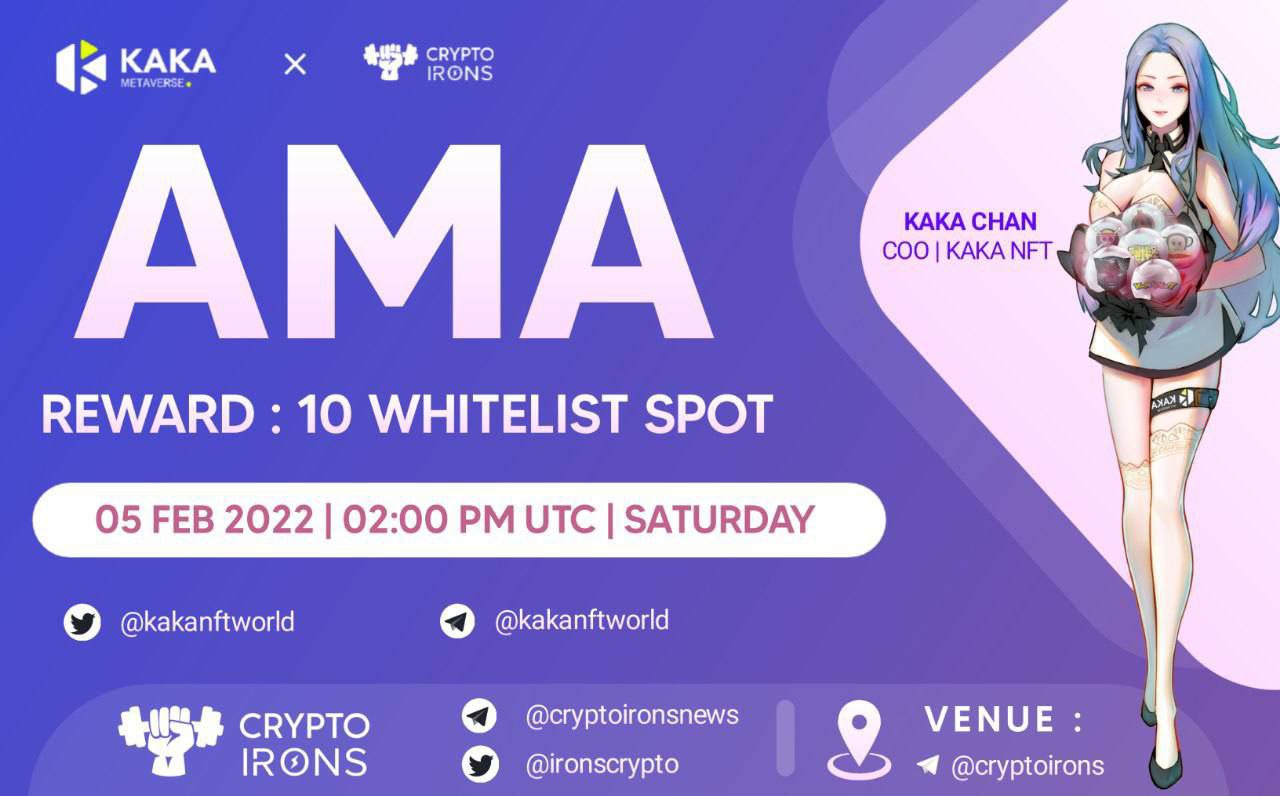 KAKA
METAVERSE
X
CRYPTO
IRONS
AMA
KAKA CHAN
COO | KAKA NFT
REWARD : 10 WHITELIST SPOT
KAKA
05 FEB 2022 | 02:00 PM UTC | SATURDAY
@kakanftworld
@kakanftworld
CRYPTO
IRONS
@cryptoironsnews
@ironscrypto
VENUE :
@cryptoirons